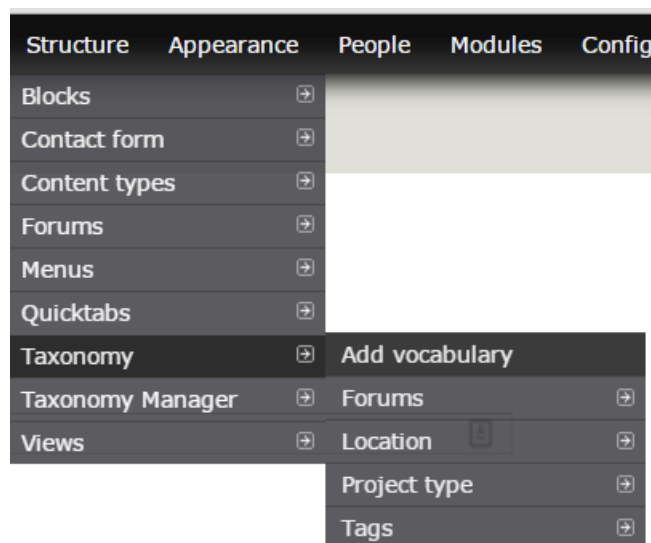 Structure Appearance People Modules Config
Blocks
Contact form
Content types
Forums
Menus
Quicktabs
Taxonomy
Taxonomy Manager
Views
Add vocabulary
Forums
Location
Project type
Tags